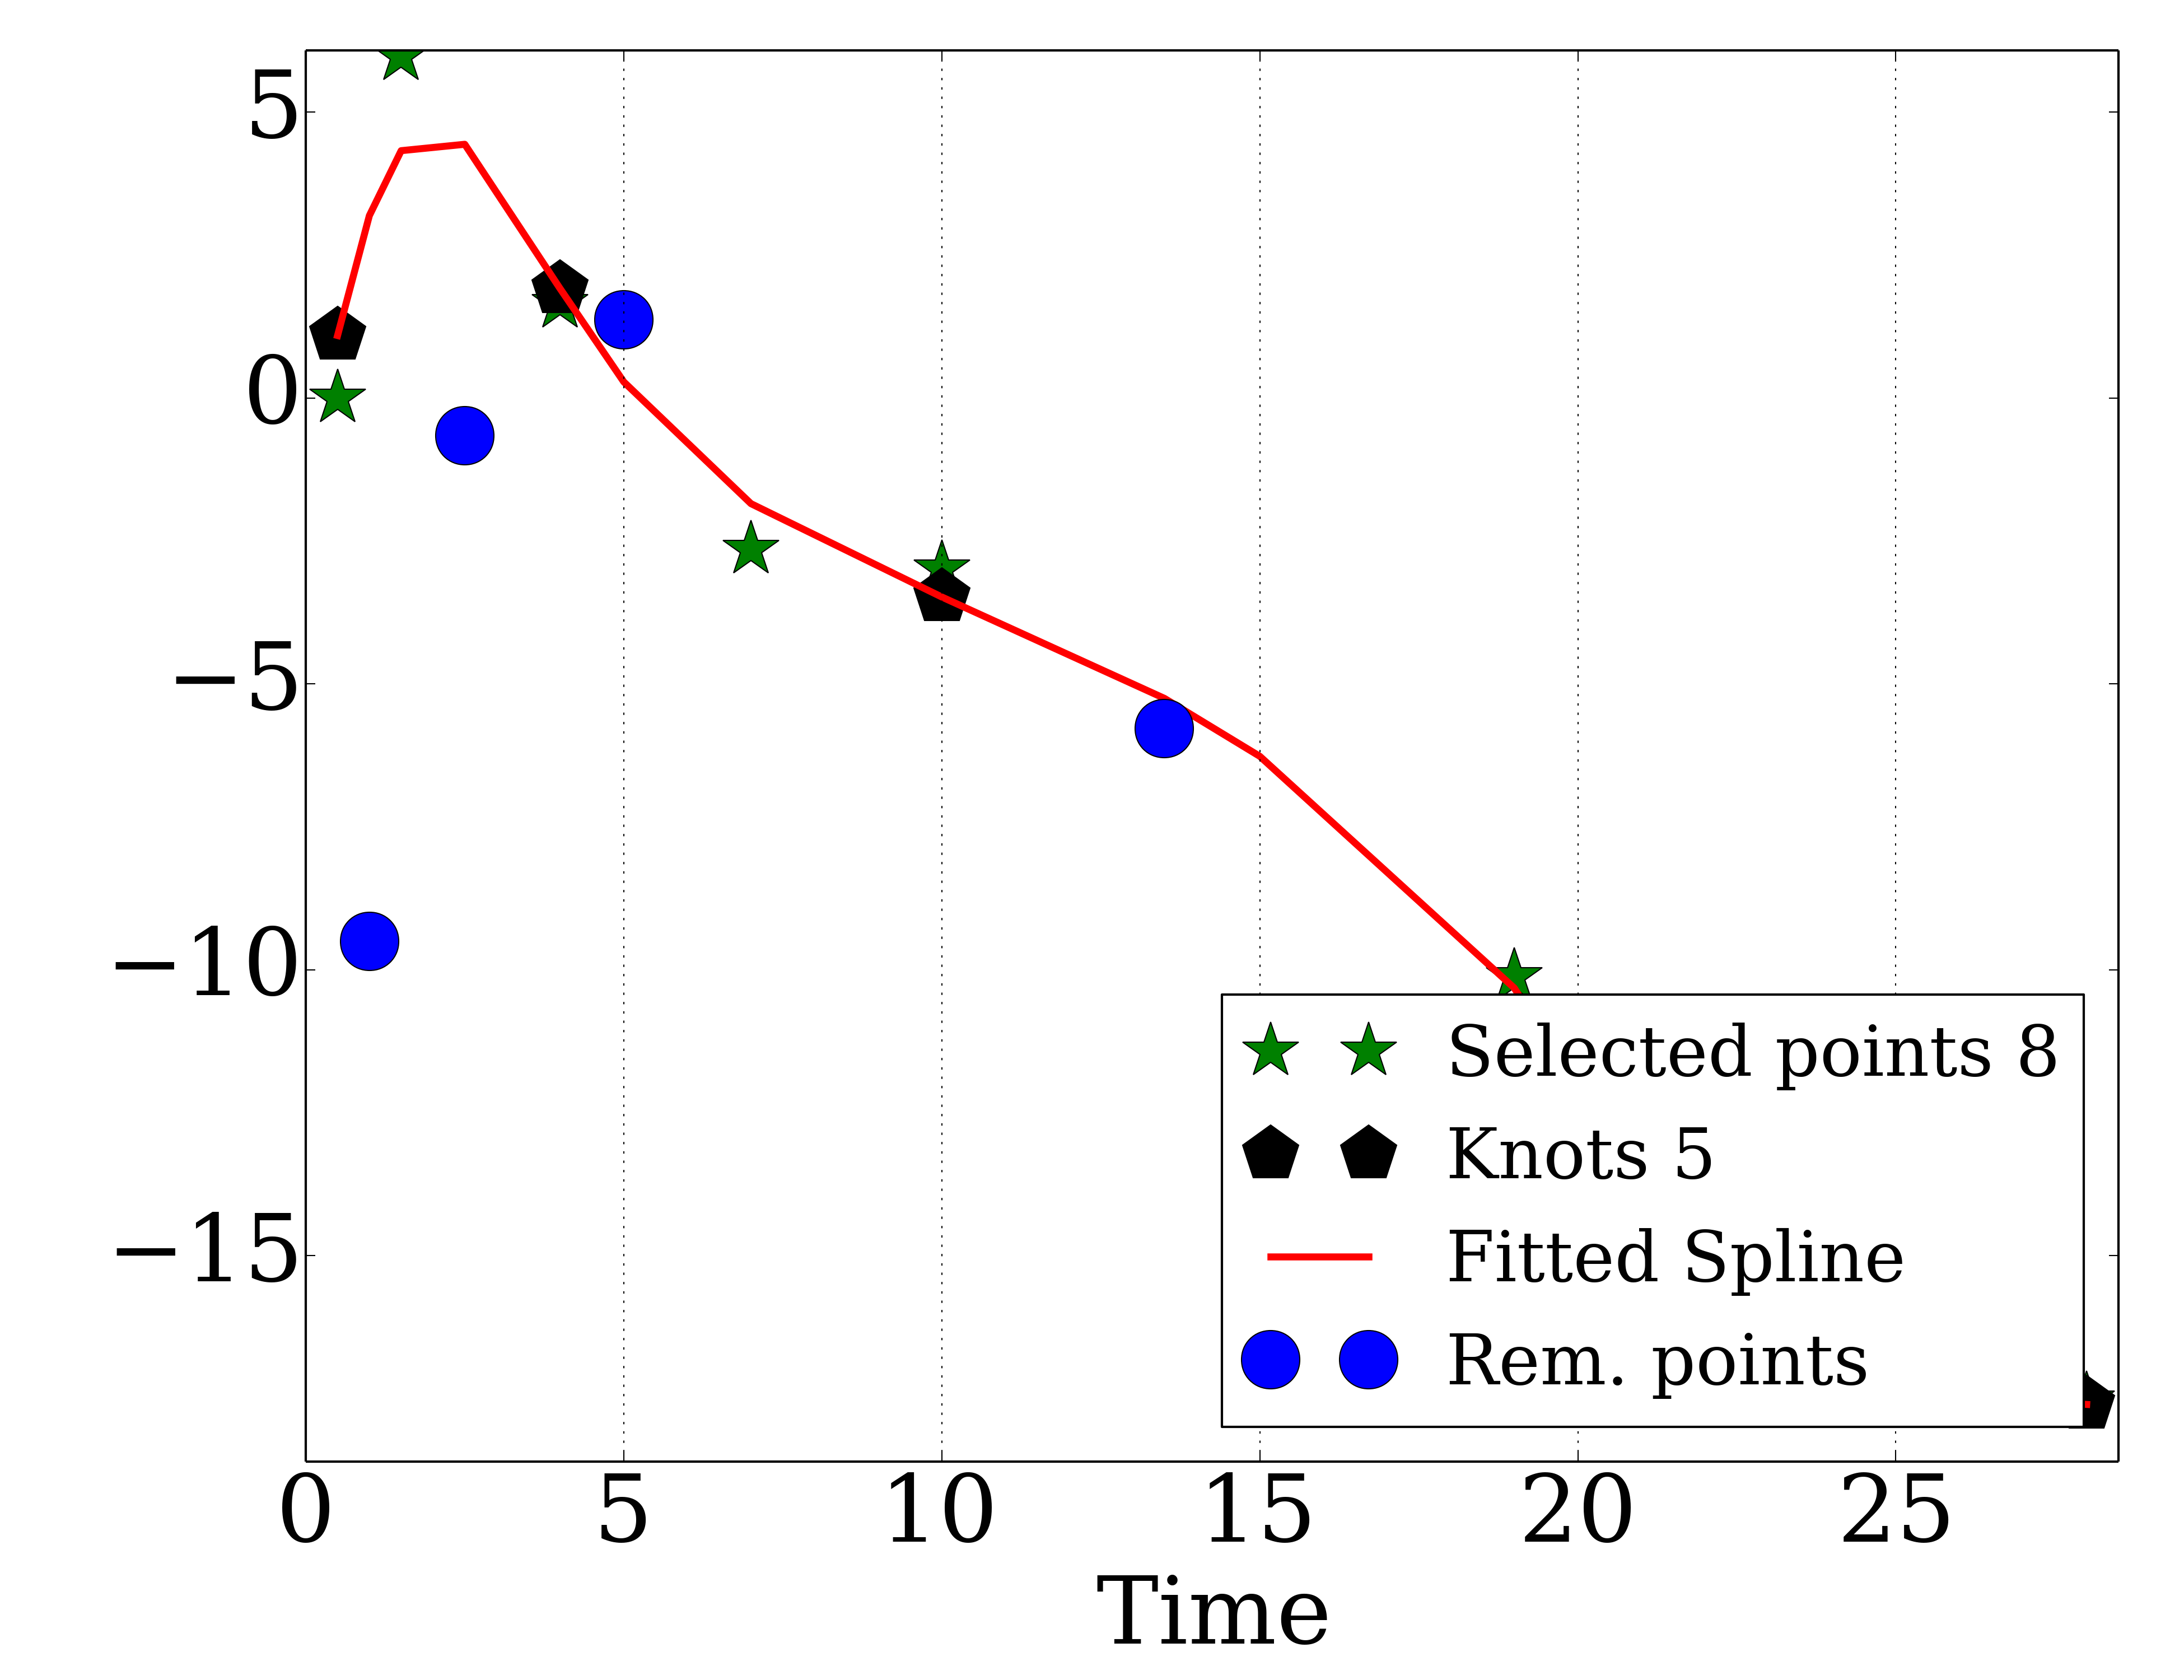 5
0
−5
−10
−15
Selected points 8
Knots 5
Fitted Spline
Rem. points
0 5 10 15 20 25
Time